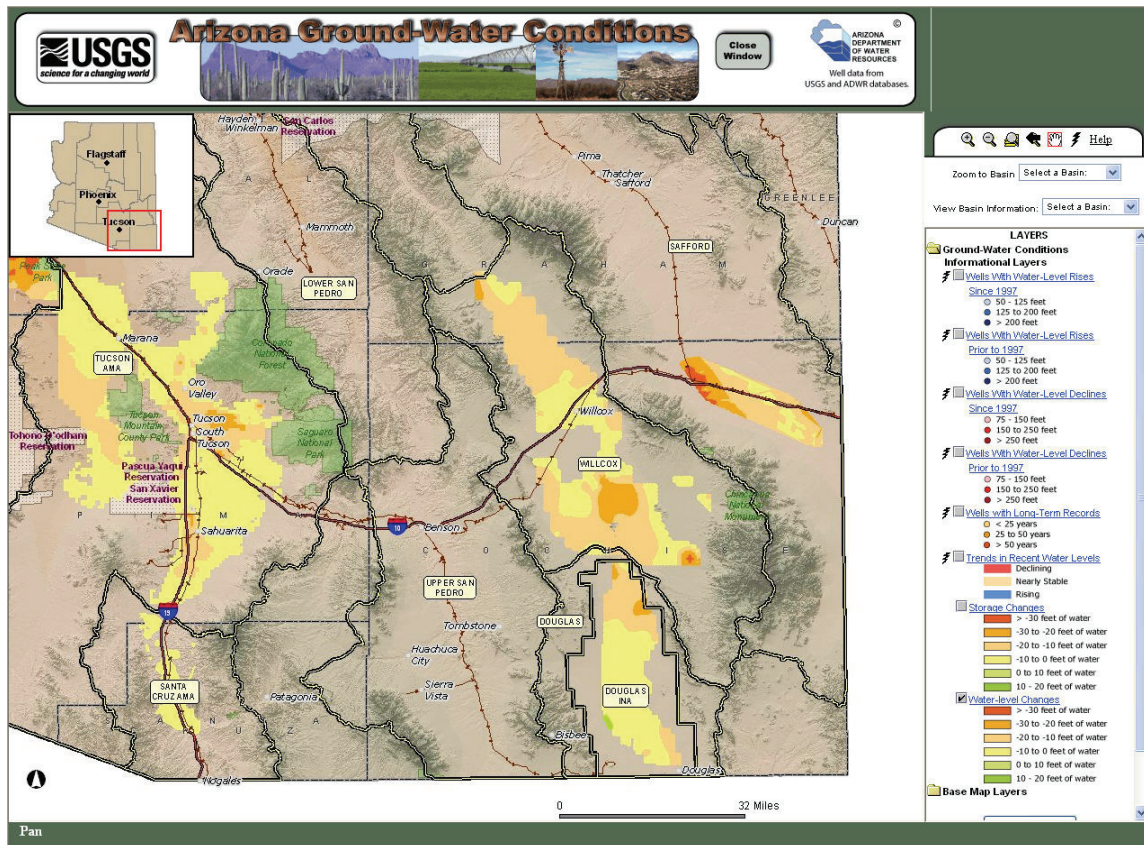 USGS
science for a changing world
Arizona Ground-Water Conditions
Close
Window
©
ARIZONA
DEPARTMENT
OF WATER
RESOURCES
Well data from
USGS and ADWR databases.
Help
Zoom to Basin
Select a Basin:
View Basin Information:
Select a Basin:
Flagstaff
Phoenix
Tucson
Hayden
Winkelman
San Carlos
Reservation
Pima
Thatcher
Safford
GREENLEE
Duncan
Mammoth
SAFFORD
GRAHAM
Oracle
LOWER SAN
PEDRO
Park
Marana
TUCSON
AMA
Coronado
National
Forest
Oro
Valley
Tucson
Mountain
County Park
Tucson
South
Tucson
Saguaro
National
Park
Willcox
Tohono O'odham
Reservation
Pascua Yaqui
Reservation
San Xavier
Reservation
WILLCOX
Chiricahua
National
Monument
PIMA
Sahuarita
10
Benson
COCHISE
UPPER SAN
PEDRO
19
Tombstone
DOUGLAS
Huachuca
City
Sierra
Vista
SANTA
CRUZ AMA
Patagonia
DOUGLAS
INA
Bisbee
Nogales
Douglas
0
32 Miles
LAYERS
Ground-Water Conditions
Informational Layers
Wells With Water-Level Rises
Since 1997
50 - 125 feet
125 to 200 feet
> 200 feet
Wells With Water-Level Rises
Prior to 1997
50 - 125 feet
125 to 200 feet
> 200 feet
Wells With Water-Level Declines
Since 1997
75 - 150 feet
150 to 250 feet
> 250 feet
Wells With Water-Level Declines
Prior to 1997
75 - 150 feet
150 to 250 feet
> 250 feet
Wells with Long-Term Records
< 25 years
25 to 50 years
> 50 years
Trends in Recent Water Levels
Declining
Nearly Stable
Rising
Storage Changes
> -30 feet of water
-30 to -20 feet of water
-20 to -10 feet of water
-10 to 0 feet of water
0 to 10 feet of water
10 - 20 feet of water
Water-level Changes
> -30 feet of water
-30 to -20 feet of water
-20 to -10 feet of water
-10 to 0 feet of water
0 to 10 feet of water
10 - 20 feet of water
Base Map Layers
Pan